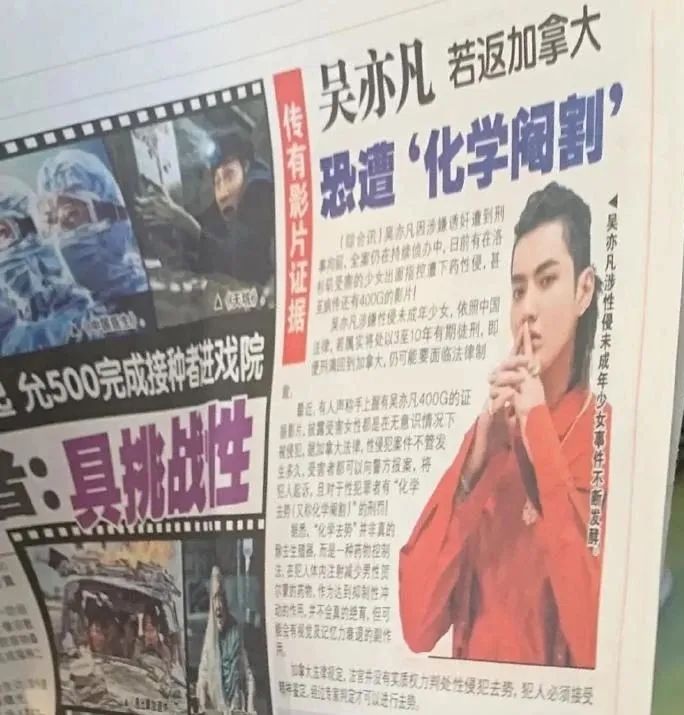 吴亦凡 若返加拿大
恐遭‘化学阉割’
传有影片证据
(综合讯)吴亦凡因涉嫌诱奸遭到刑
事拘留，全案仍在持续侦办中，日前有在洛
杉矶受害的少女出面指控遭下药性侵，甚
至疯传还有400G的影片！
吴亦凡涉嫌性侵未成年少女，依照中国
法律，若属实将处以3至10年有期徒刑，即
便刑满回到加拿大，仍可能要面临法律制
裁。
最近，有人声称手上握有吴亦凡400G的证
据影片，披露受害女性都是在无意识情况下
被侵犯，据加拿大法律，性侵犯案件不管发
生多久，受害者都可以向警方报案，将
犯人起诉，且对于性犯罪者有“化学
去势(又称化学阉割)”的刑罚！
据悉，“化学去势”并非真的
除去生殖器，而是一种药物控制
法，在犯人体内注射减少男性贺
尔蒙的药物，作为达到抑制性冲
动的作用，并不会真的绝育，但可
能会有视觉及记忆力衰退的副作
用。
加拿大法律规定，法官并没有实质权力判处性侵犯去势，犯人必须接受
精神鉴定，经过专家判定才可以进行去势。
◀吴亦凡涉性侵未成年少女事件不断发酵。
▲《中国医生》。
▲《天线》。
允500完成接种者进戏院
者：具挑战性